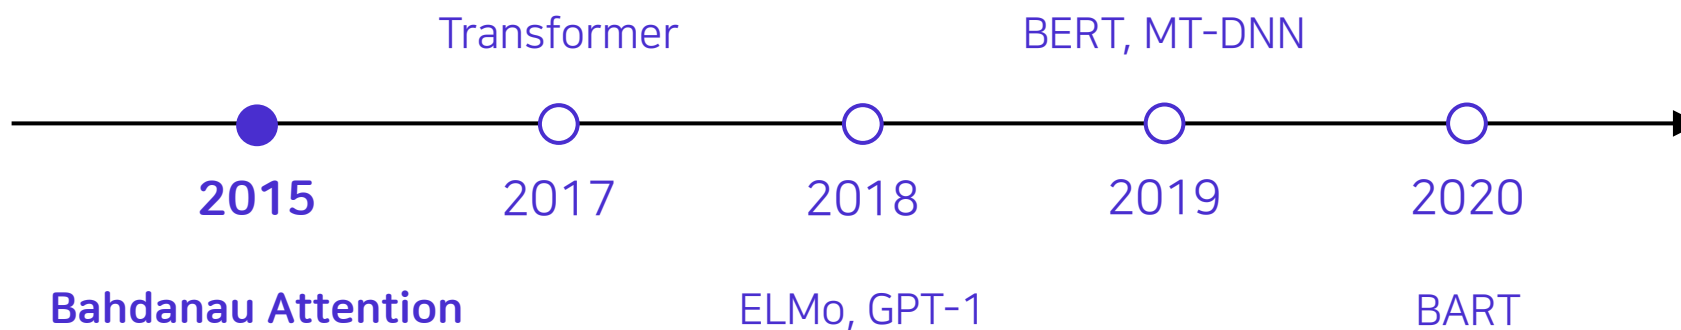 Transformer
BERT, MT-DNN
2015
2017
2018
2019
2020
Bahdanau Attention
ELMo, GPT-1
BART